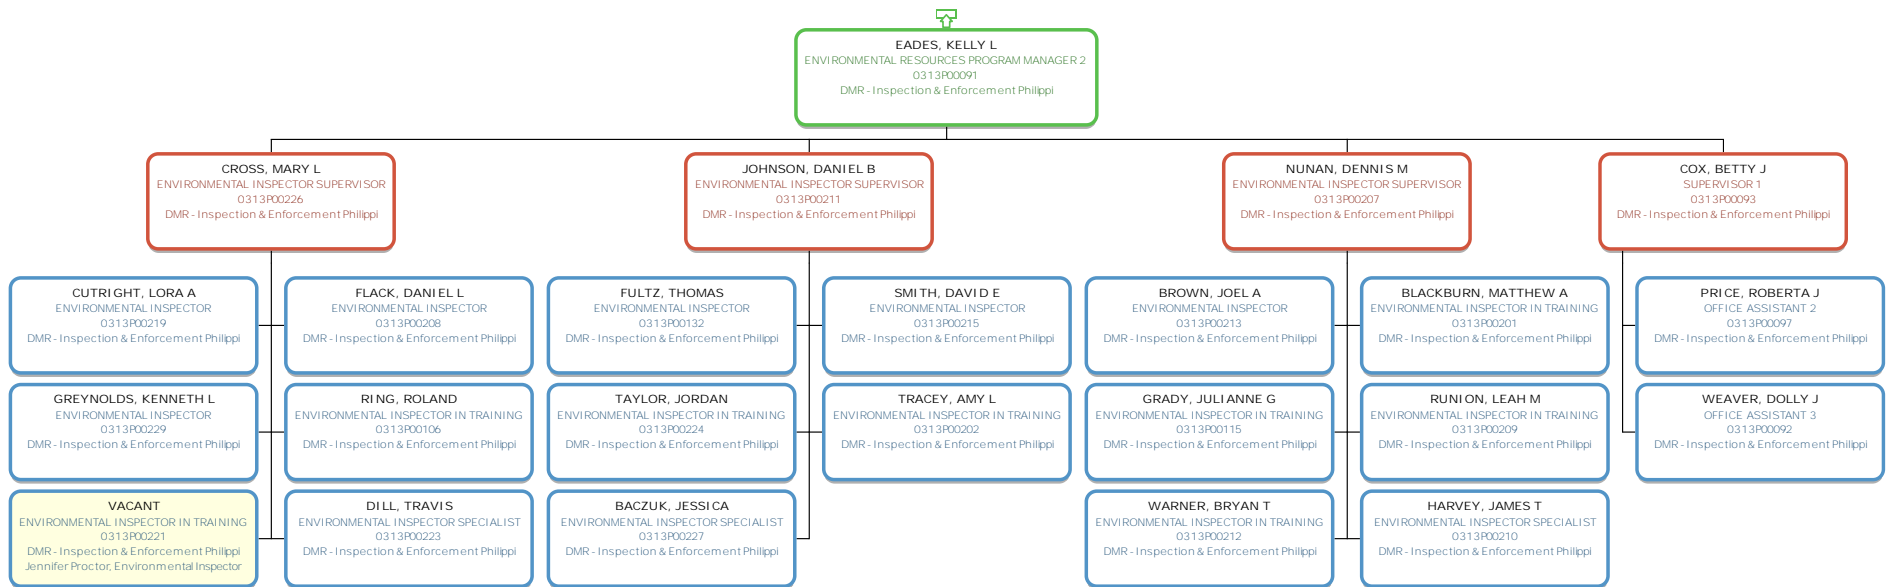 EADES, KELLY L
ENVIRONMENTAL RESOURCES PROGRAM MANAGER 2
0313P00091
DMR - Inspection & Enforcement Philippi
CROSS, MARY L
ENVIRONMENTAL INSPECTOR SUPERVISOR
0313P00226
DMR - Inspection & Enforcement Philippi
JOHNSON, DANIEL B
ENVIRONMENTAL INSPECTOR SUPERVISOR
0313P00211
DMR - Inspection & Enforcement Philippi
NUNAN, DENNIS M
ENVIRONMENTAL INSPECTOR SUPERVISOR
0313P00207
DMR - Inspection & Enforcement Philippi
COX, BETTY J
SUPERVISOR 1
0313P00093
DMR - Inspection & Enforcement Philippi
CUTRIGHT, LORA A
ENVIRONMENTAL INSPECTOR
0313P00219
DMR - Inspection & Enforcement Philippi
FLACK, DANIEL L
ENVIRONMENTAL INSPECTOR
0313P00208
DMR - Inspection & Enforcement Philippi
FULTZ, THOMAS
ENVIRONMENTAL INSPECTOR
0313P00132
DMR - Inspection & Enforcement Philippi
SMITH, DAVID E
ENVIRONMENTAL INSPECTOR
0313P00215
DMR - Inspection & Enforcement Philippi
BROWN, JOEL A
ENVIRONMENTAL INSPECTOR
0313P00213
DMR - Inspection & Enforcement Philippi
BLACKBURN, MATTHEW A
ENVIRONMENTAL INSPECTOR IN TRAINING
0313P00201
DMR - Inspection & Enforcement Philippi
PRICE, ROBERTA J
OFFICE ASSISTANT 2
0313P00097
DMR - Inspection & Enforcement Philippi
GREYNOLDS, KENNETH L
ENVIRONMENTAL INSPECTOR
0313P00229
DMR - Inspection & Enforcement Philippi
RING, ROLAND
ENVIRONMENTAL INSPECTOR IN TRAINING
0313P00106
DMR - Inspection & Enforcement Philippi
TAYLOR, JORDAN
ENVIRONMENTAL INSPECTOR IN TRAINING
0313P00224
DMR - Inspection & Enforcement Philippi
TRACEY, AMY L
ENVIRONMENTAL INSPECTOR IN TRAINING
0313P00202
DMR - Inspection & Enforcement Philippi
GRADY, JULIANNE G
ENVIRONMENTAL INSPECTOR IN TRAINING
0313P00115
DMR - Inspection & Enforcement Philippi
RUNION, LEAH M
ENVIRONMENTAL INSPECTOR IN TRAINING
0313P00209
DMR - Inspection & Enforcement Philippi
WEAVER, DOLLY J
OFFICE ASSISTANT 3
0313P00092
DMR - Inspection & Enforcement Philippi
VACANT
ENVIRONMENTAL INSPECTOR IN TRAINING
0313P00221
DMR - Inspection & Enforcement Philippi
Jennifer Proctor, Environmental Inspector
DILL, TRAVIS
ENVIRONMENTAL INSPECTOR SPECIALIST
0313P00223
DMR - Inspection & Enforcement Philippi
BACZUK, JESSICA
ENVIRONMENTAL INSPECTOR SPECIALIST
0313P00227
DMR - Inspection & Enforcement Philippi
WARNER, BRYAN T
ENVIRONMENTAL INSPECTOR IN TRAINING
0313P00212
DMR - Inspection & Enforcement Philippi
HARVEY, JAMES T
ENVIRONMENTAL INSPECTOR SPECIALIST
0313P00210
DMR - Inspection & Enforcement Philippi